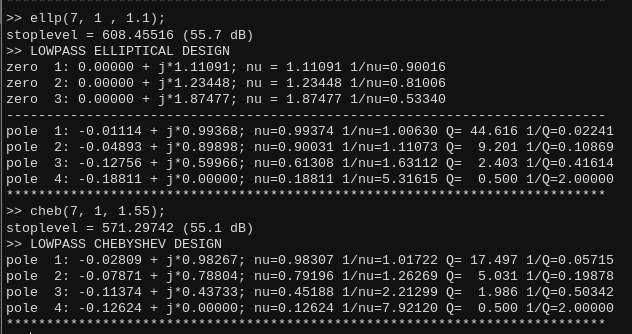 >> ellp(7, 1 , 1.1);
stoplevel = 608.45516 (55.7 dB)
>> LOWPASS ELLIPTICAL DESIGN
zero  1: 0.00000 + j*1.11091; nu = 1.11091 1/nu=0.90016
zero  2: 0.00000 + j*1.23448; nu = 1.23448 1/nu=0.81006
zero  3: 0.00000 + j*1.87477; nu = 1.87477 1/nu=0.53340
---------------------------------------------------------------------------
pole  1: -0.01114 + j*0.99368; nu=0.99374 1/nu=1.00630 Q= 44.616 1/Q=0.02241
pole  2: -0.04893 + j*0.89898; nu=0.90031 1/nu=1.11073 Q=  9.201 1/Q=0.10869
pole  3: -0.12756 + j*0.59966; nu=0.61308 1/nu=1.63112 Q=  2.403 1/Q=0.41614
pole  4: -0.18811 + j*0.00000; nu=0.18811 1/nu=5.31615 Q=  0.500 1/Q=2.00000
***************************************************************************
>> cheb(7, 1, 1.55);
stoplevel = 571.29742 (55.1 dB)
>> LOWPASS CHEBYSHEV DESIGN
pole  1: -0.02809 + j*0.98267; nu=0.98307 1/nu=1.01722 Q= 17.497 1/Q=0.05715
pole  2: -0.07871 + j*0.78804; nu=0.79196 1/nu=1.26269 Q=  5.031 1/Q=0.19878
pole  3: -0.11374 + j*0.43733; nu=0.45188 1/nu=2.21299 Q=  1.986 1/Q=0.50342
pole  4: -0.12624 + j*0.00000; nu=0.12624 1/nu=7.92120 Q=  0.500 1/Q=2.00000
***************************************************************************